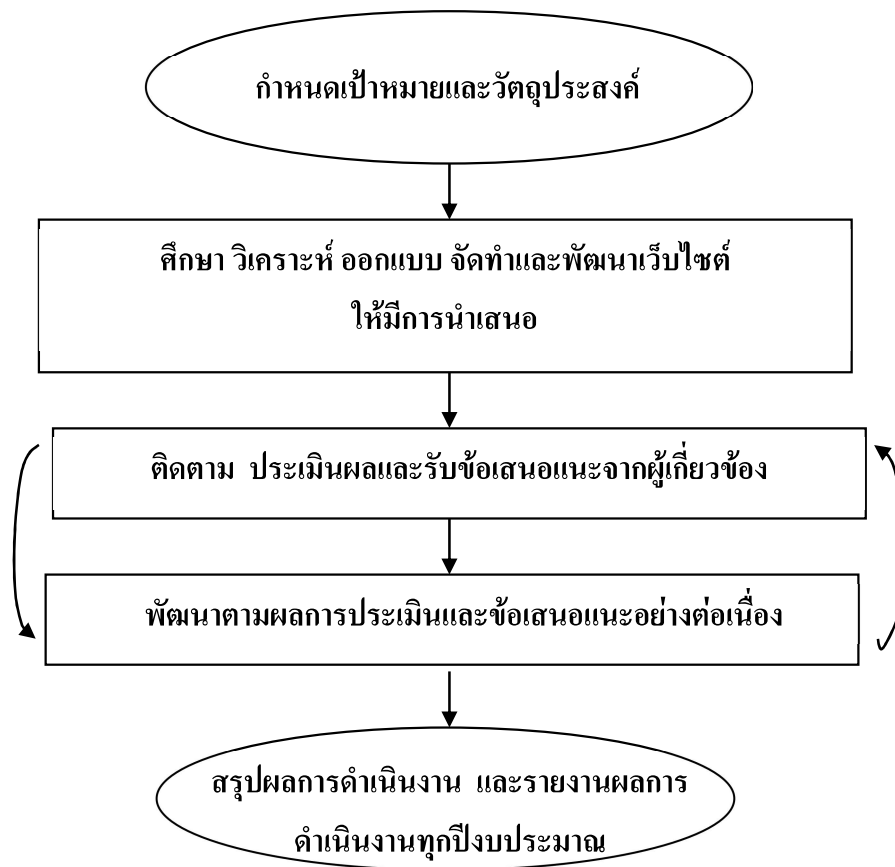 กำหนดเป้าหมายและวัตถุประสงค์
ศึกษา วิเคราะห์ ออกแบบ จัดทำและพัฒนาเว็บไซต์
ให้มีการนำเสนอ
ติดตาม ประเมินผลและรับข้อเสนอแนะจากผู้เกี่ยวข้อง
พัฒนาตามผลการประเมินและข้อเสนอแนะอย่างต่อเนื่อง
สรุปผลการดำเนินงาน และรายงานผลการ
ดำเนินงานทุกปีงบประมาณ